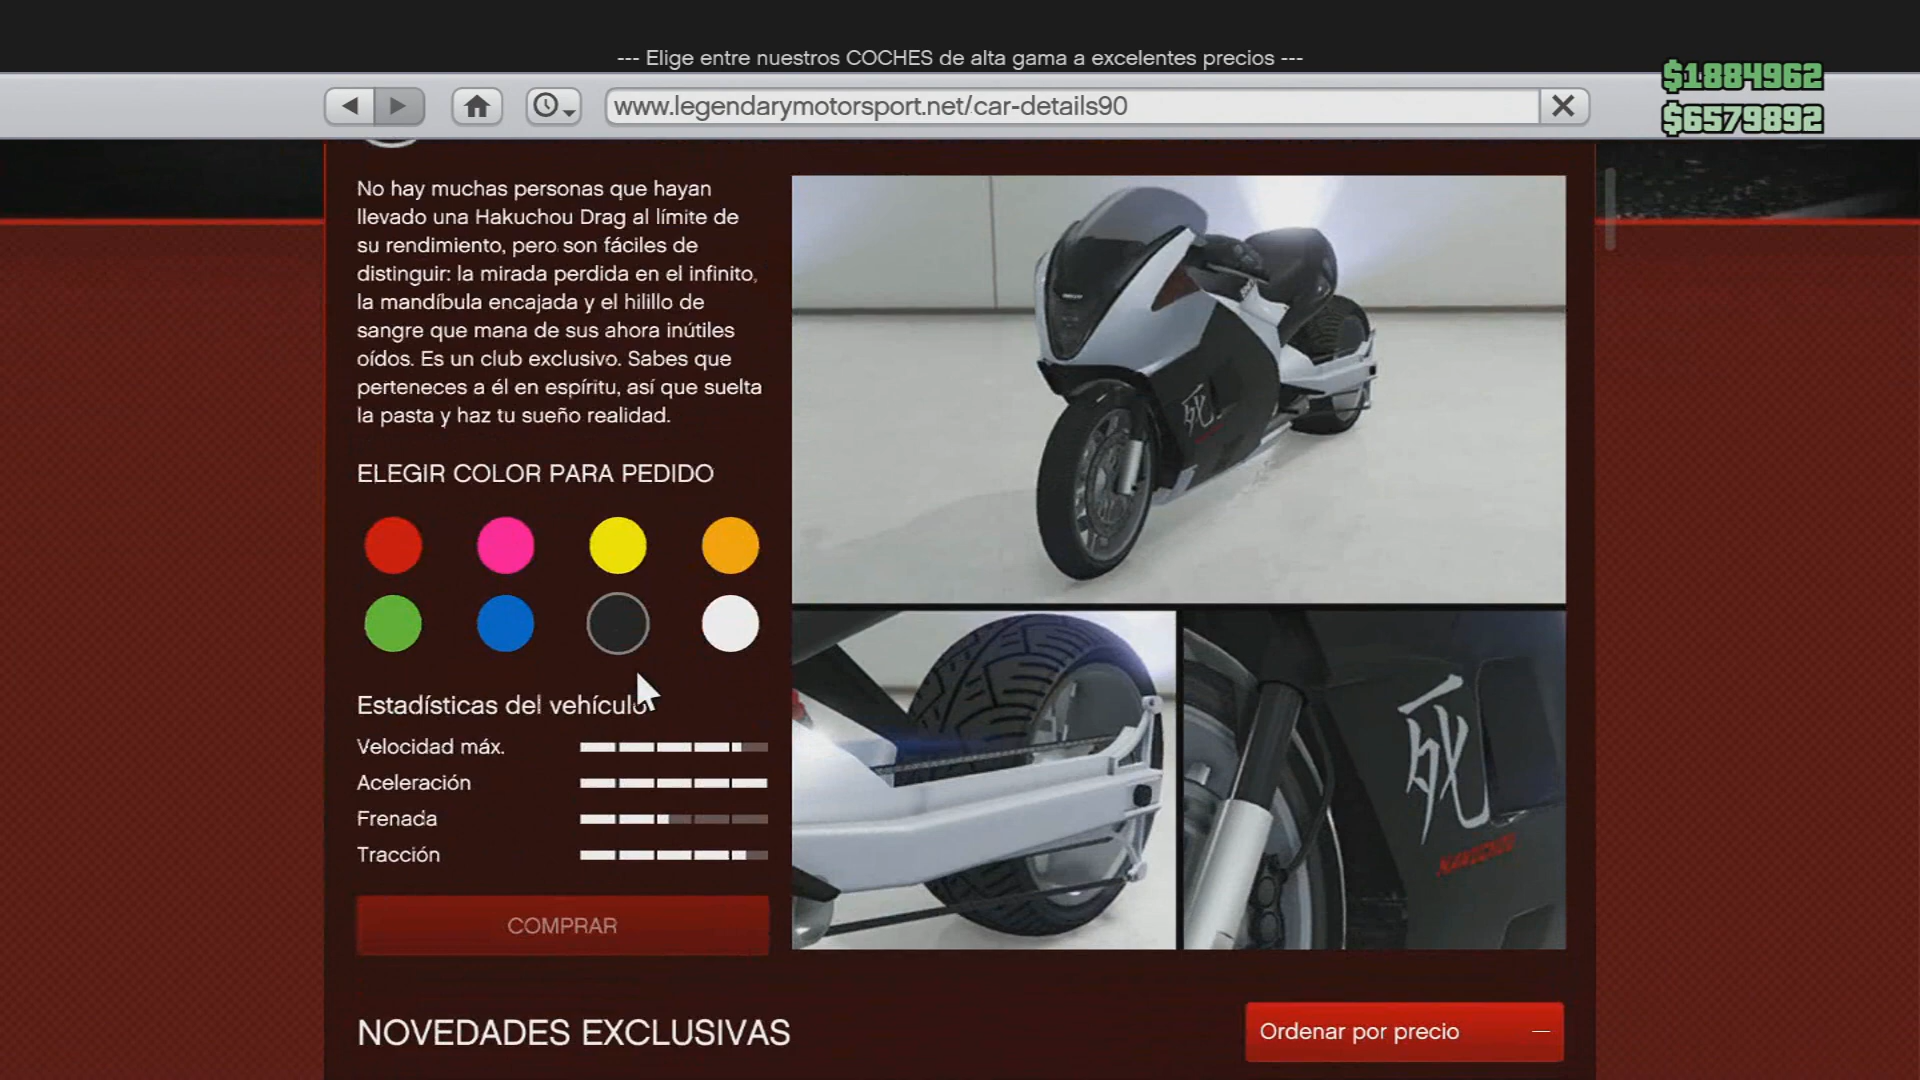 --- Elige entre nuestros COCHES de alta gama a excelentes precios ---
$1884962
www.legendarymotorsport.net/car-details90
$6579892
No hay muchas personas que hayan
llevado una Hakuchou Drag al límite de
su rendimiento, pero son fáciles de
distinguir: la mirada perdida en el infinito,
la mandíbula encajada y el hilillo de
sangre que mana de sus ahora inútiles
oídos. Es un club exclusivo. Sabes que
perteneces a él en espíritu, así que suelta
la pasta y haz tu sueño realidad.
ELEGIR COLOR PARA PEDIDO
Estadísticas del vehículo
Velocidad máx.
Aceleración
Frenada
Tracción
COMPRAR
死
NOVEDADES EXCLUSIVAS
Ordenar por precio